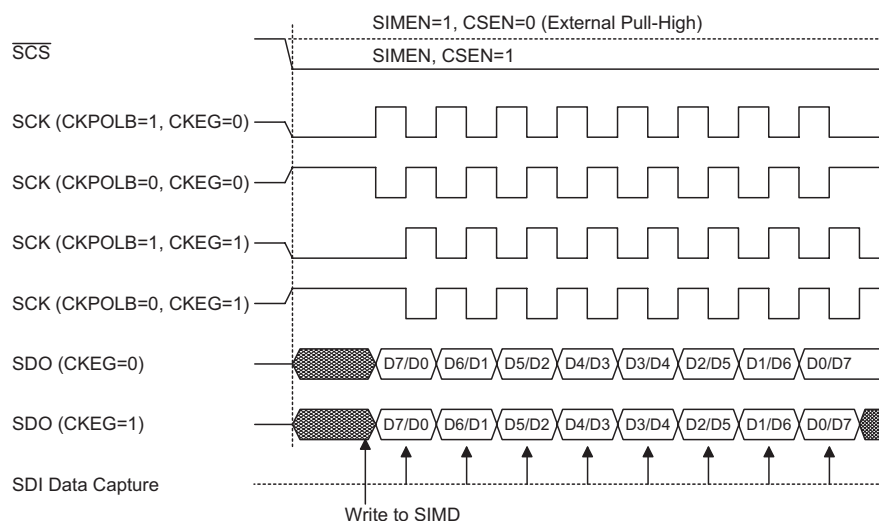 SIMEN=1, CSEN=0 (External Pull-High)
SCS
SIMEN, CSEN=1
SCK (CKPOLB=1, CKEG=0)
SCK (CKPOLB=0, CKEG=0)
SCK (CKPOLB=1, CKEG=1)
SCK (CKPOLB=0, CKEG=1)
SDO (CKEG=0) D7/D0 D6/D1 D5/D2 D4/D3 D3/D4 D2/D5 D1/D6 D0/D7
SDO (CKEG=1) D7/D0 D6/D1 D5/D2 D4/D3 D3/D4 D2/D5 D1/D6 D0/D7
SDI Data Capture
Write to SIMD